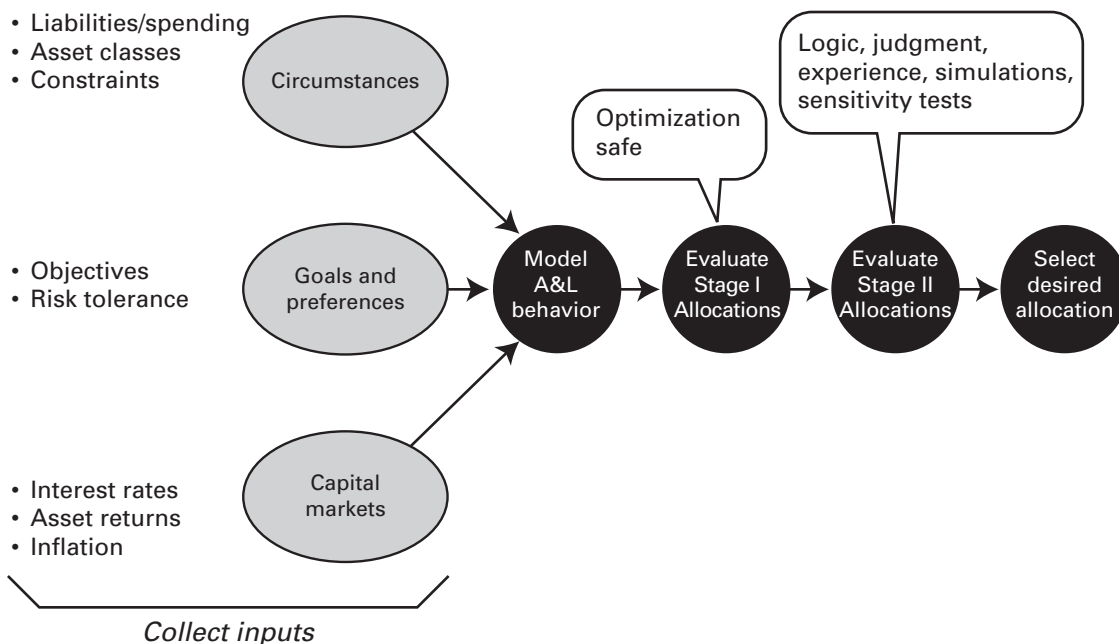 • Liabilities/spending
• Asset classes
• Constraints
Circumstances
• Objectives
• Risk tolerance
Goals and
preferences
• Interest rates
• Asset returns
• Inflation
Capital
markets
Collect inputs
Model
A&L
behavior
Optimization
safe
Evaluate
Stage I
Allocations
Logic, judgment,
experience, simulations,
sensitivity tests
Evaluate
Stage II
Allocations
Select
desired
allocation